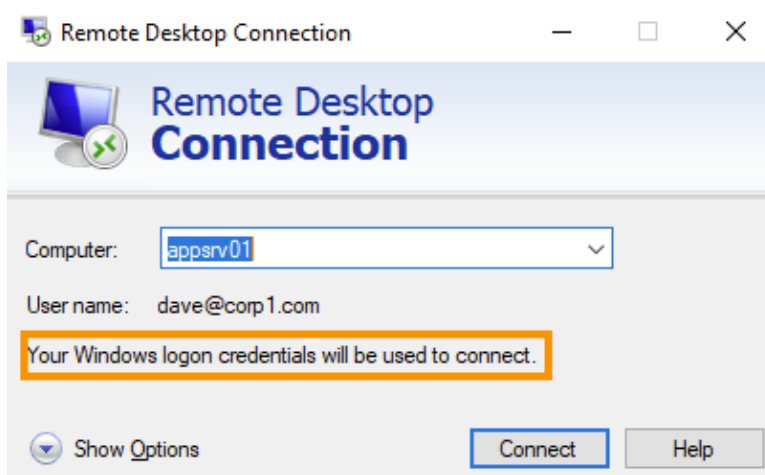 Remote Desktop Connection
Remote Desktop
Connection
Computer: appsrv01
User name: dave@corp1.com
Your Windows logon credentials will be used to connect.
Show Options Connect Help